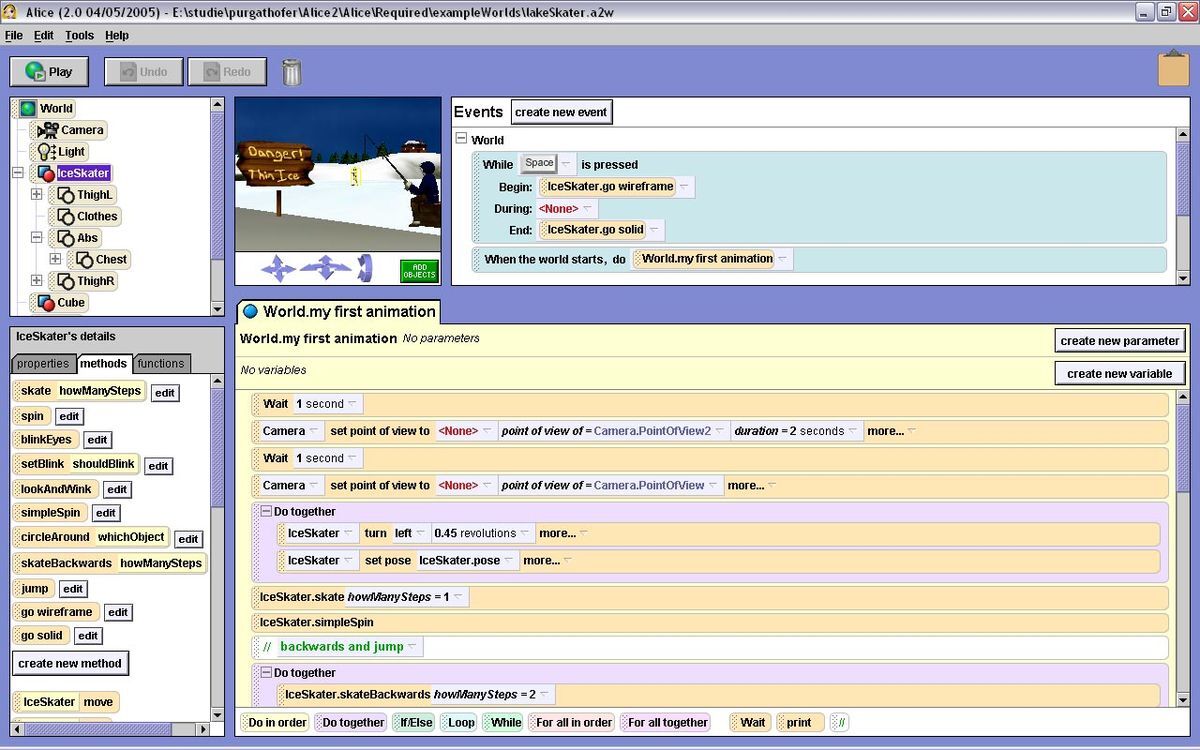 Alice (2.0 04/05/2005) - E:\studie\purgathofer\Alice2\Alice\Required\exampleWorlds\lakeSkater.a2w
File Edit Tools Help
Play Undo Redo
World
Camera
Light
IceSkater
ThighL
Clothes
Abs
Chest
ThighR
Cube
Danger!
Thin Ice
ADD
OBJECTS
Events create new event
World
While Space is pressed
Begin: IceSkater.go wireframe
During: <None>
End: IceSkater.go solid
When the world starts, do World.my first animation
IceSkater's details
properties methods functions
skate howManySteps edit
spin edit
blinkEyes edit
setBlink shouldBlink edit
lookAndWink edit
simpleSpin edit
circleAround whichObject edit
skateBackwards howManySteps
jump edit
go wireframe edit
go solid edit
create new method
IceSkater move
World.my first animation
World.my first animation No parameters create new parameter
No variables create new variable
Wait 1 second
Camera set point of view to <None> point of view of = Camera.PointOfView2 duration = 2 seconds more...
Wait 1 second
Camera set point of view to <None> point of view of = Camera.PointOfView more...
Do together
IceSkater turn left 0.45 revolutions more...
IceSkater set pose IceSkater.pose more...
IceSkater.skate howManySteps = 1
IceSkater.simpleSpin
// backwards and jump
Do together
IceSkater.skateBackwards howManySteps = 2
Do in order Do together If/Else Loop While For all in order For all together Wait print //